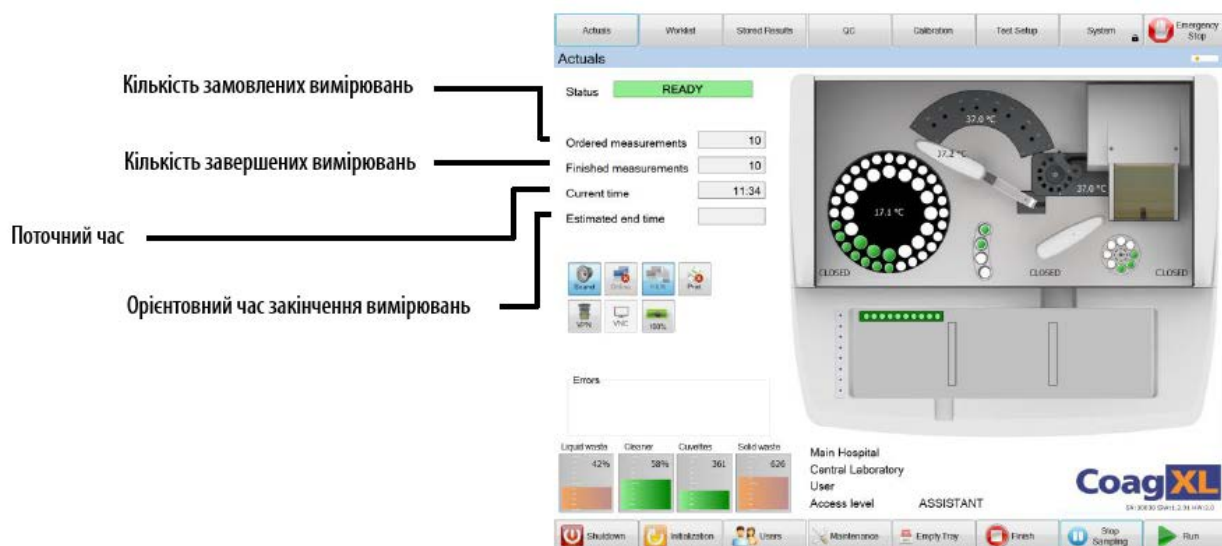 Actuals
Worklist
Stored Results
QC
Calibration
Test Setup
System
Emergency
Stop
Actuals
Status READY
Кількість замовлених вимірювань
Ordered measurements 10
Кількість завершених вимірювань
Finished measurements 10
Current time 11:34
Estimated end time
Поточний час
Орієнтовний час закінчення вимірювань
37.0 °C
37.2 °C
37.0 °C
17.1 °C
CLOSED
CLOSED
CLOSED
Sound
Online
Print
VPN
VNC
100%
Errors
Liquid waste
Cleaner
Cuvettes
Solid waste
42%
58%
361
626
Main Hospital
Central Laboratory
User
Access level ASSISTANT
CoagXL
Shutdown
Initialization
Users
Maintenance
Empty Tray
Finish
Stop
Sampling
Run